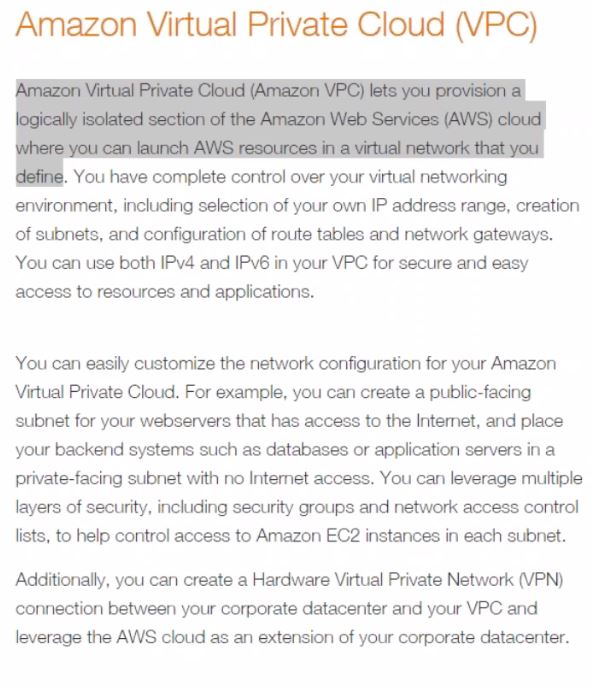 Amazon Virtual Private Cloud (VPC)
Amazon Virtual Private Cloud (Amazon VPC) lets you provision a
logically isolated section of the Amazon Web Services (AWS) cloud
where you can launch AWS resources in a virtual network that you
define. You have complete control over your virtual networking
environment, including selection of your own IP address range, creation
of subnets, and configuration of route tables and network gateways.
You can use both IPv4 and IPv6 in your VPC for secure and easy
access to resources and applications.
You can easily customize the network configuration for your Amazon
Virtual Private Cloud. For example, you can create a public-facing
subnet for your webservers that has access to the Internet, and place
your backend systems such as databases or application servers in a
private-facing subnet with no Internet access. You can leverage multiple
layers of security, including security groups and network access control
lists, to help control access to Amazon EC2 instances in each subnet.
Additionally, you can create a Hardware Virtual Private Network (VPN)
connection between your corporate datacenter and your VPC and
leverage the AWS cloud as an extension of your corporate datacenter.